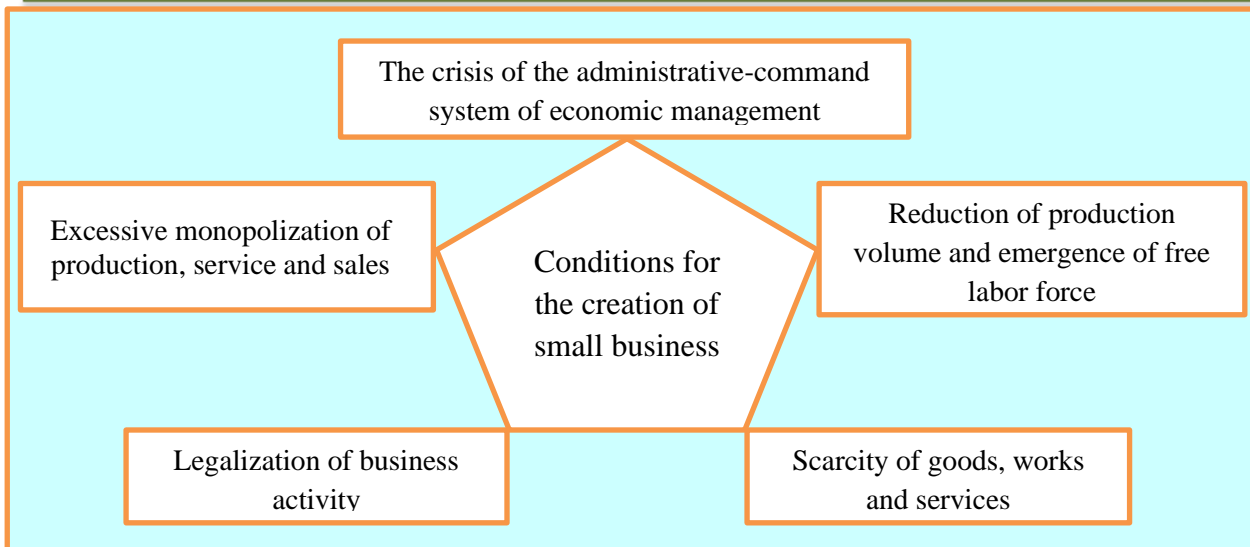 The crisis of the administrative-command
system of economic management
Excessive monopolization of
production, service and sales
Reduction of production
volume and emergence of free
labor force
Conditions for
the creation of
small business
Legalization of business
activity
Scarcity of goods, works
and services